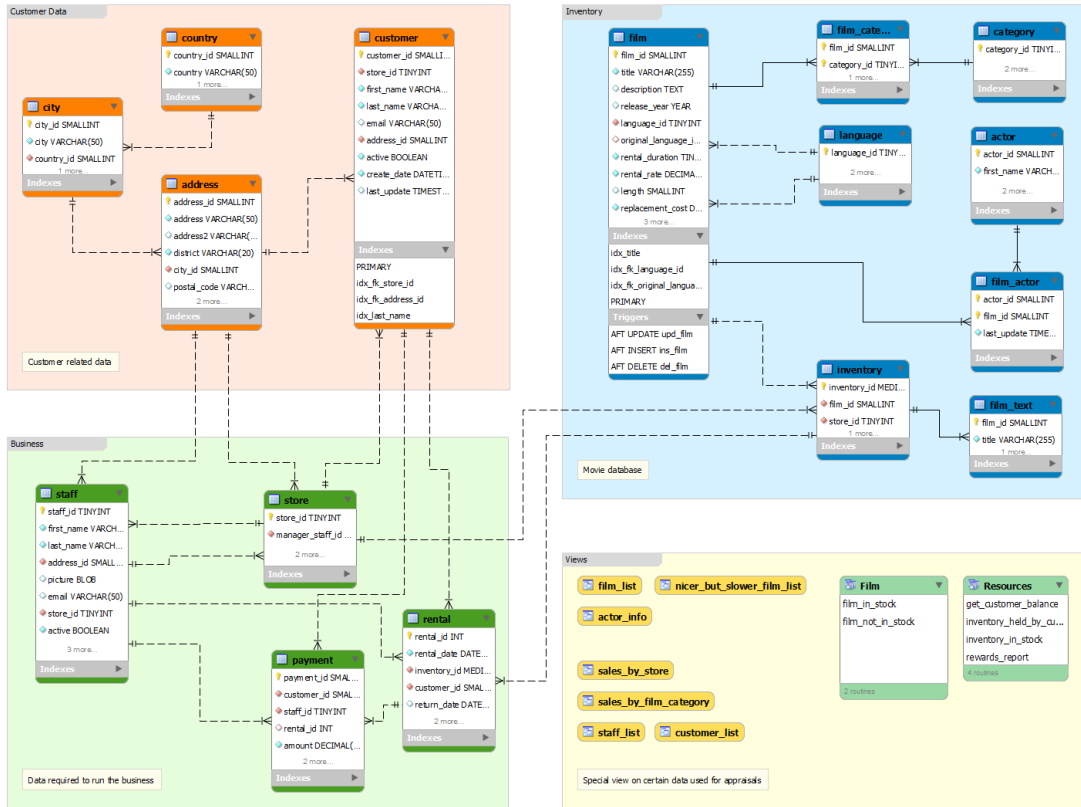 Customer Data
country
country_id SMALLINT
country VARCHAR(50)
1 more...
Indexes
customer
customer_id SMALLINT
store_id TINYINT
first_name VARCHA...
last_name VARCHA...
email VARCHAR(50)
address_id SMALLINT
active BOOLEAN
create_date DATETI...
last_update TIMEST...
Indexes
PRIMARY
idx_fk_store_id
idx_fk_address_id
idx_last_name
city
city_id SMALLINT
city VARCHAR(50)
country_id SMALLINT
1 more...
Indexes
address
address_id SMALLINT
address VARCHAR(50)
address2 VARCHAR(...
district VARCHAR(20)
city_id SMALLINT
postal_code VARCH...
2 more...
Indexes
Customer related data
Inventory
film
film_id SMALLINT
title VARCHAR(255)
description TEXT
release_year YEAR
language_id TINYINT
original_language_i...
rental_duration TIN...
rental_rate DECIMA...
length SMALLINT
replacement_cost D...
3 more...
Indexes
idx_title
idx_fk_language_id
idx_fk_original_langua...
PRIMARY
Triggers
AFT UPDATE upd_film
AFT INSERT ins_film
AFT DELETE del_film
film_cate...
film_id SMALLINT
category_id TINYI...
1 more...
Indexes
category
category_id TINYI...
2 more...
Indexes
language
language_id TINY...
2 more...
Indexes
actor
actor_id SMALLINT
first_name VARCH...
2 more...
Indexes
film_actor
actor_id SMALLINT
film_id SMALLINT
last_update TIME...
Indexes
inventory
inventory_id MEDI...
film_id SMALLINT
store_id TINYINT
1 more...
Indexes
film_text
film_id SMALLINT
title VARCHAR(255)
1 more...
Indexes
Movie database
Business
staff
staff_id TINYINT
first_name VARCH...
last_name VARCH...
address_id SMALL...
picture BLOB
email VARCHAR(50)
store_id TINYINT
active BOOLEAN
3 more...
Indexes
store
store_id TINYINT
manager_staff_id ...
2 more...
Indexes
payment
payment_id SMAL...
customer_id SMAL...
staff_id TINYINT
rental_id INT
amount DECIMAL(...
2 more...
Indexes
rental
rental_id INT
rental_date DATE...
inventory_id MEDI...
customer_id SMAL...
return_date DATE...
2 more...
Indexes
Data required to run the business
Views
film_list
nicer_but_slower_film_list
actor_info
sales_by_store
sales_by_film_category
staff_list
customer_list
Film
film_in_stock
film_not_in_stock
2 routines
Resources
get_customer_balance
inventory_held_by_cu...
inventory_in_stock
rewards_report
4 routines
Special view on certain data used for appraisals